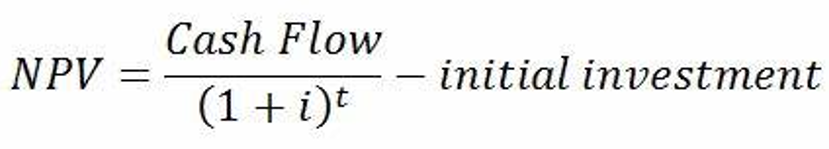 NPV = Cash Flow / (1 + i)^t − initial investment